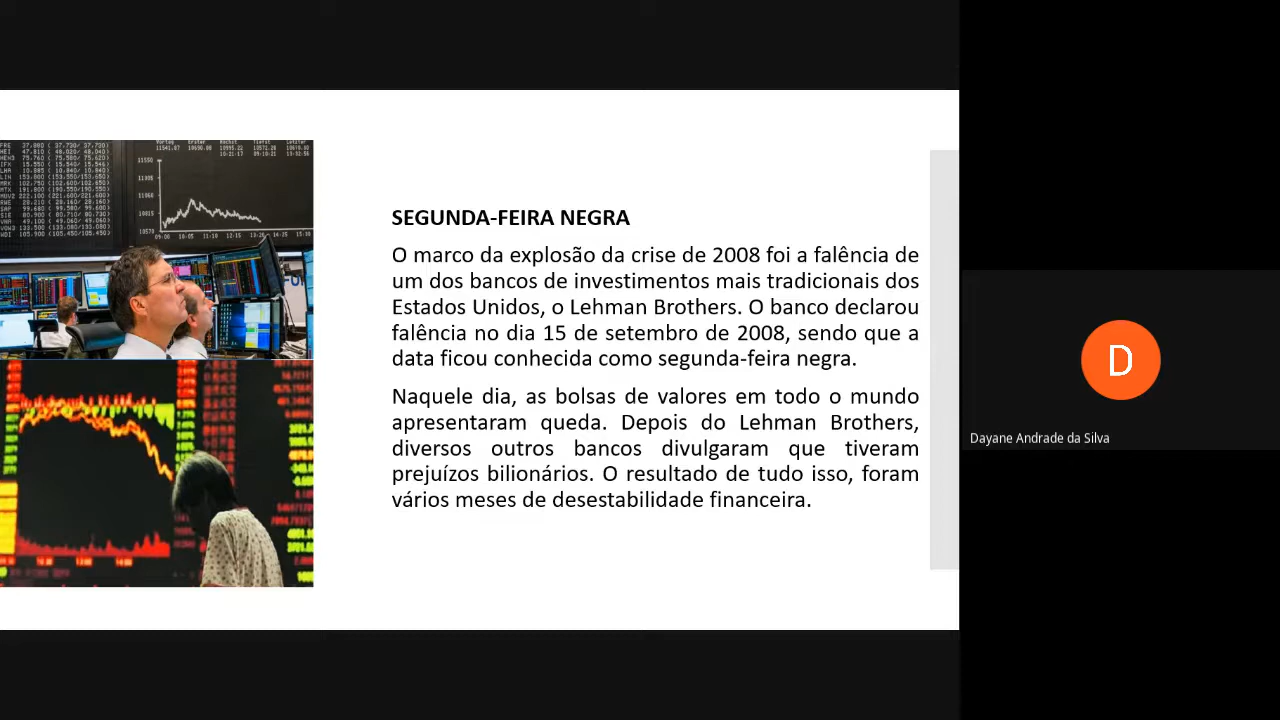 SEGUNDA-FEIRA NEGRA
O marco da explosão da crise de 2008 foi a falência de
um dos bancos de investimentos mais tradicionais dos
Estados Unidos, o Lehman Brothers. O banco declarou
falência no dia 15 de setembro de 2008, sendo que a
data ficou conhecida como segunda-feira negra.
Naquele dia, as bolsas de valores em todo o mundo
apresentaram queda. Depois do Lehman Brothers,
diversos outros bancos divulgaram que tiveram
prejuízos bilionários. O resultado de tudo isso, foram
vários meses de desestabilidade financeira.
D
Dayane Andrade da Silva